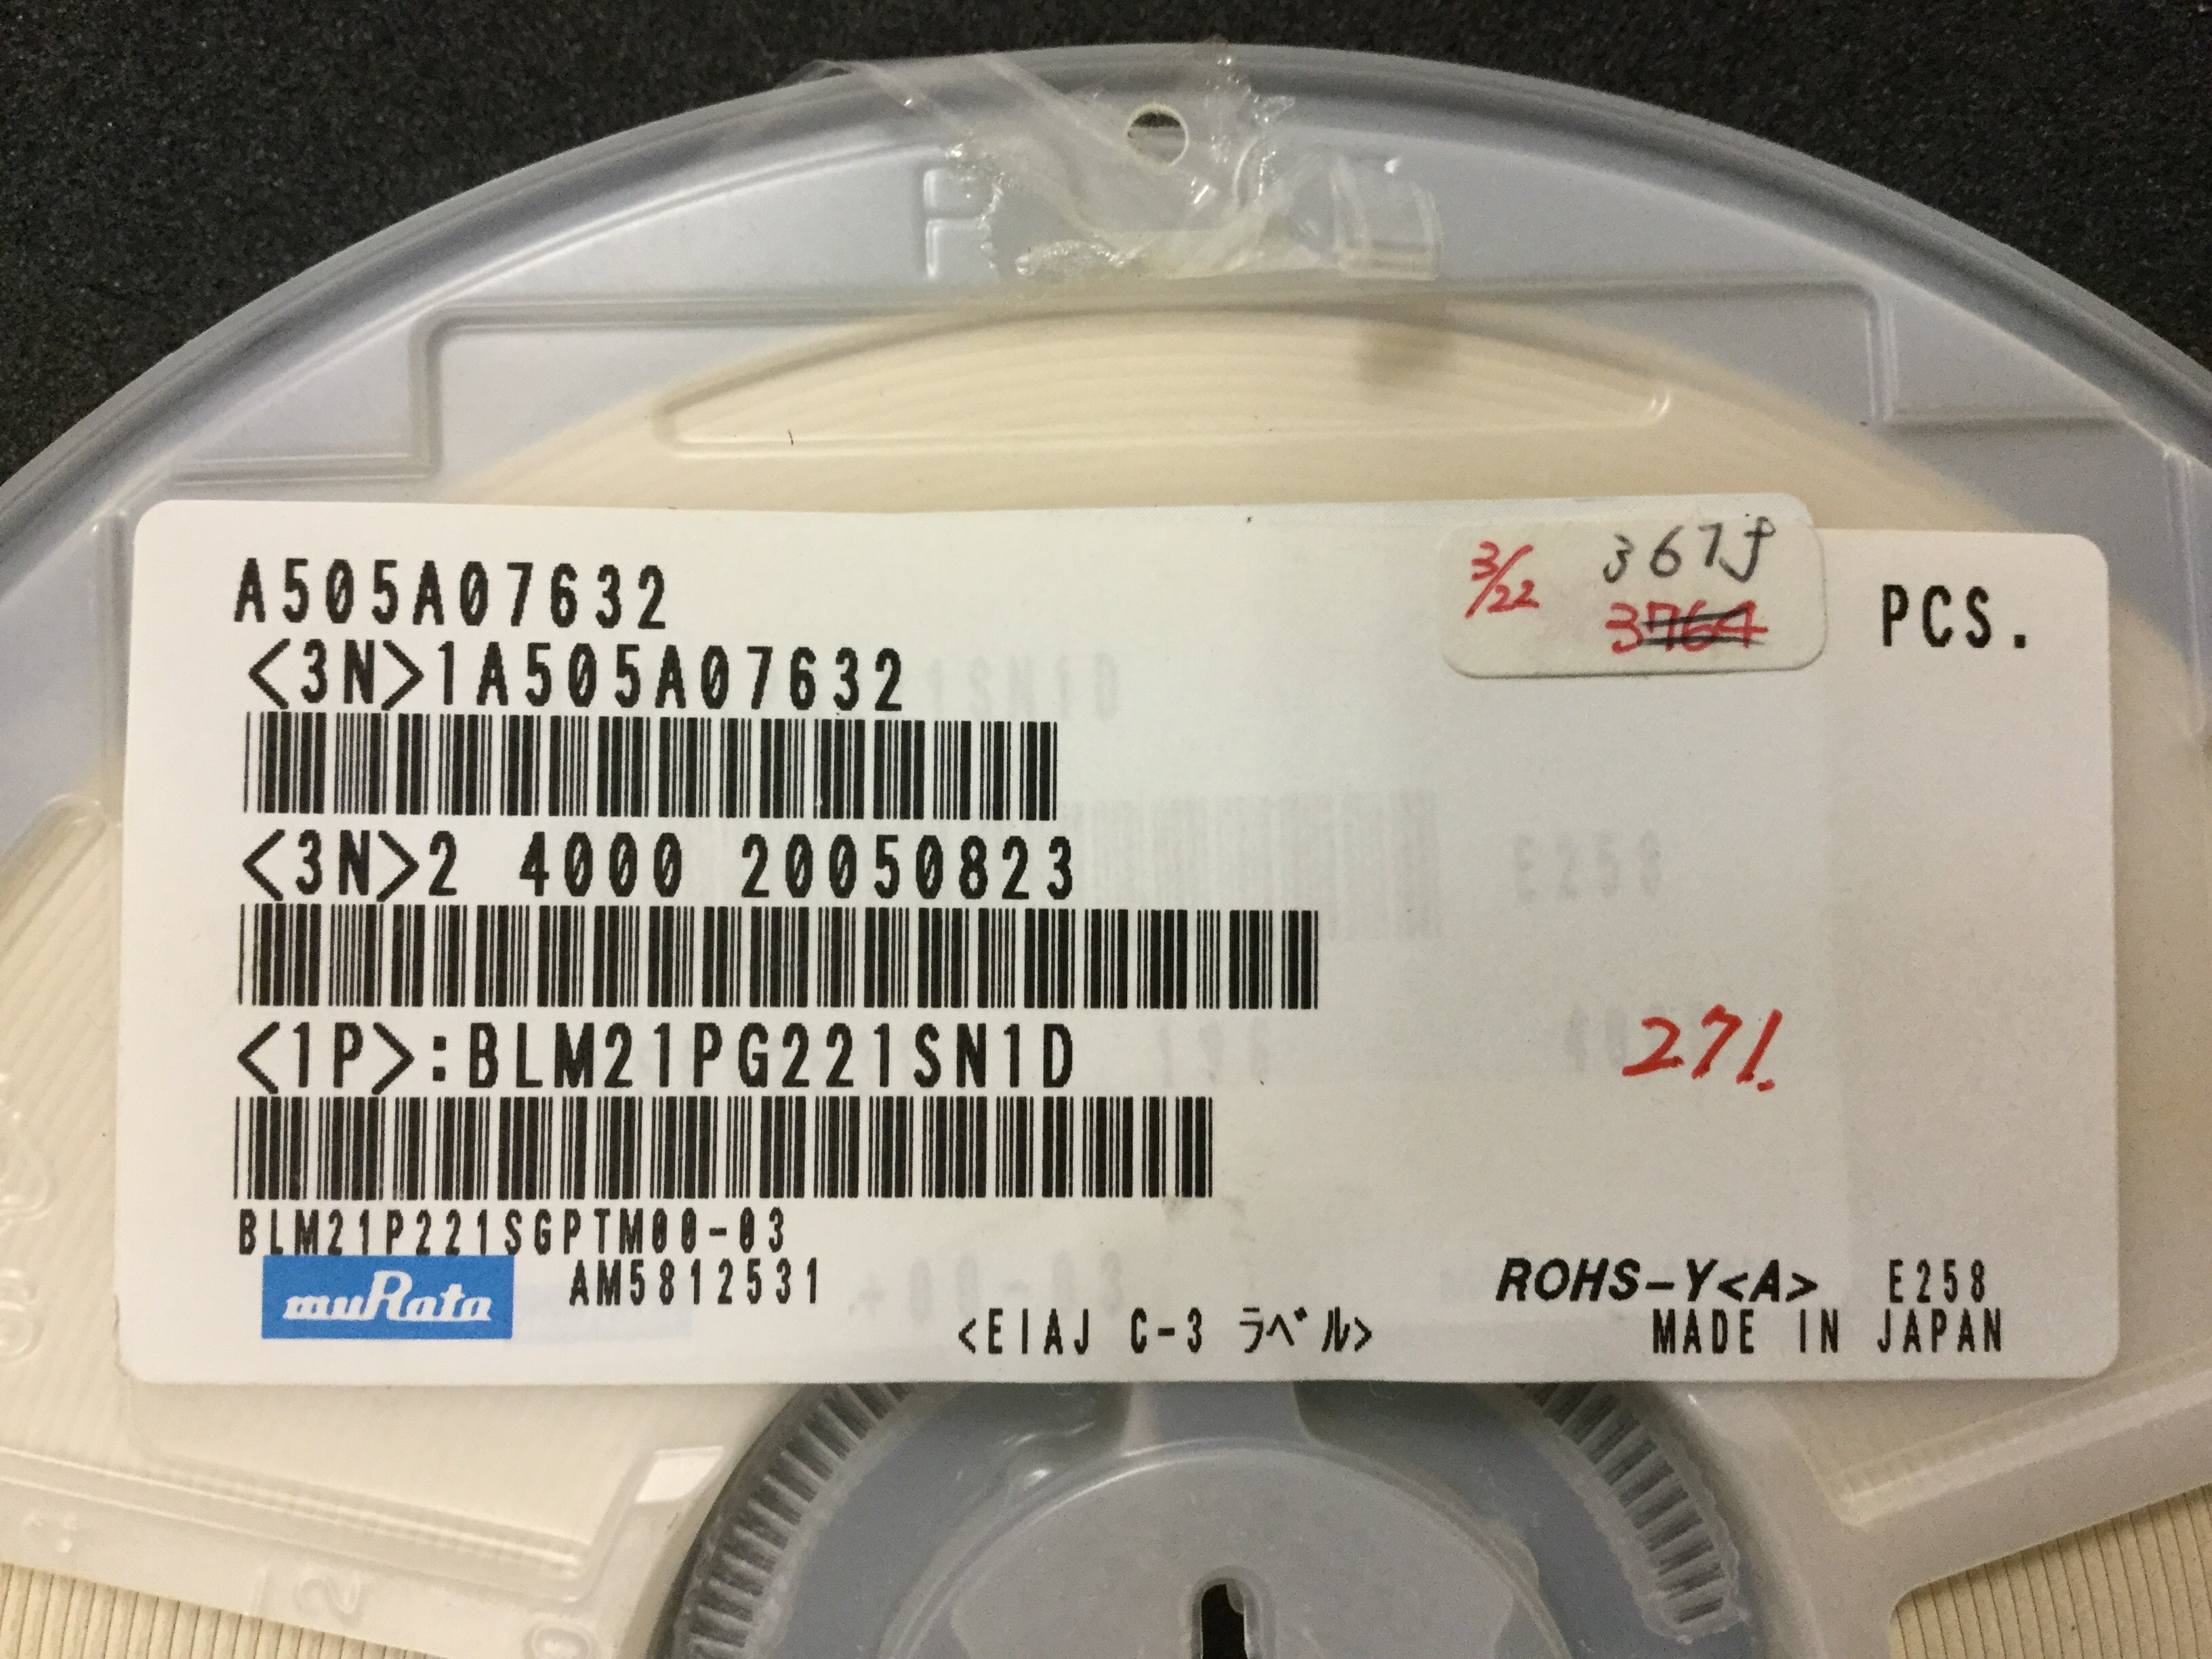 A505A07632
3/22
3764
PCS.
<3N>1A505A07632
<3N>2 4000 20050823
<1P>:BLM21PG221SN1D
271.
BLM21P221SGPTM00-03
muRata
AM5812531
ROHS-Y<A> E258
<EIAJ C-3 ラベル>
MADE IN JAPAN